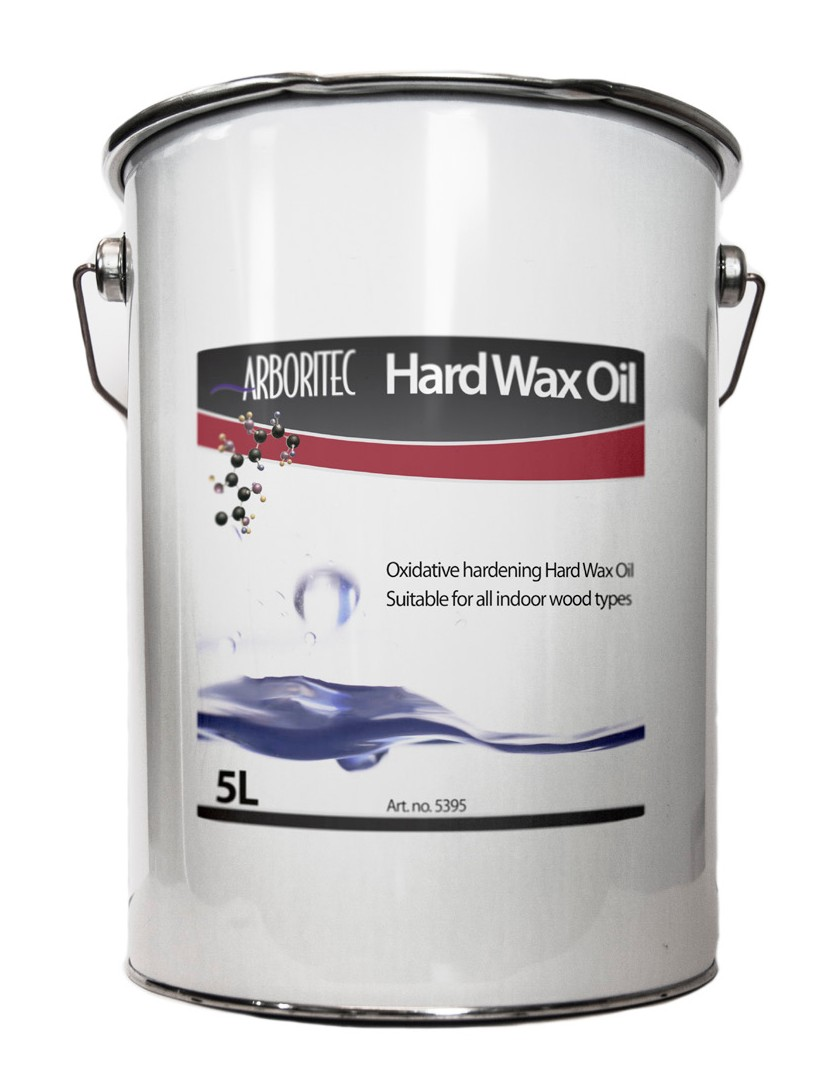 ARBORITEC Hard Wax Oil
Oxidative hardening Hard Wax Oil
Suitable for all indoor wood types
5L
Art. no. 5395